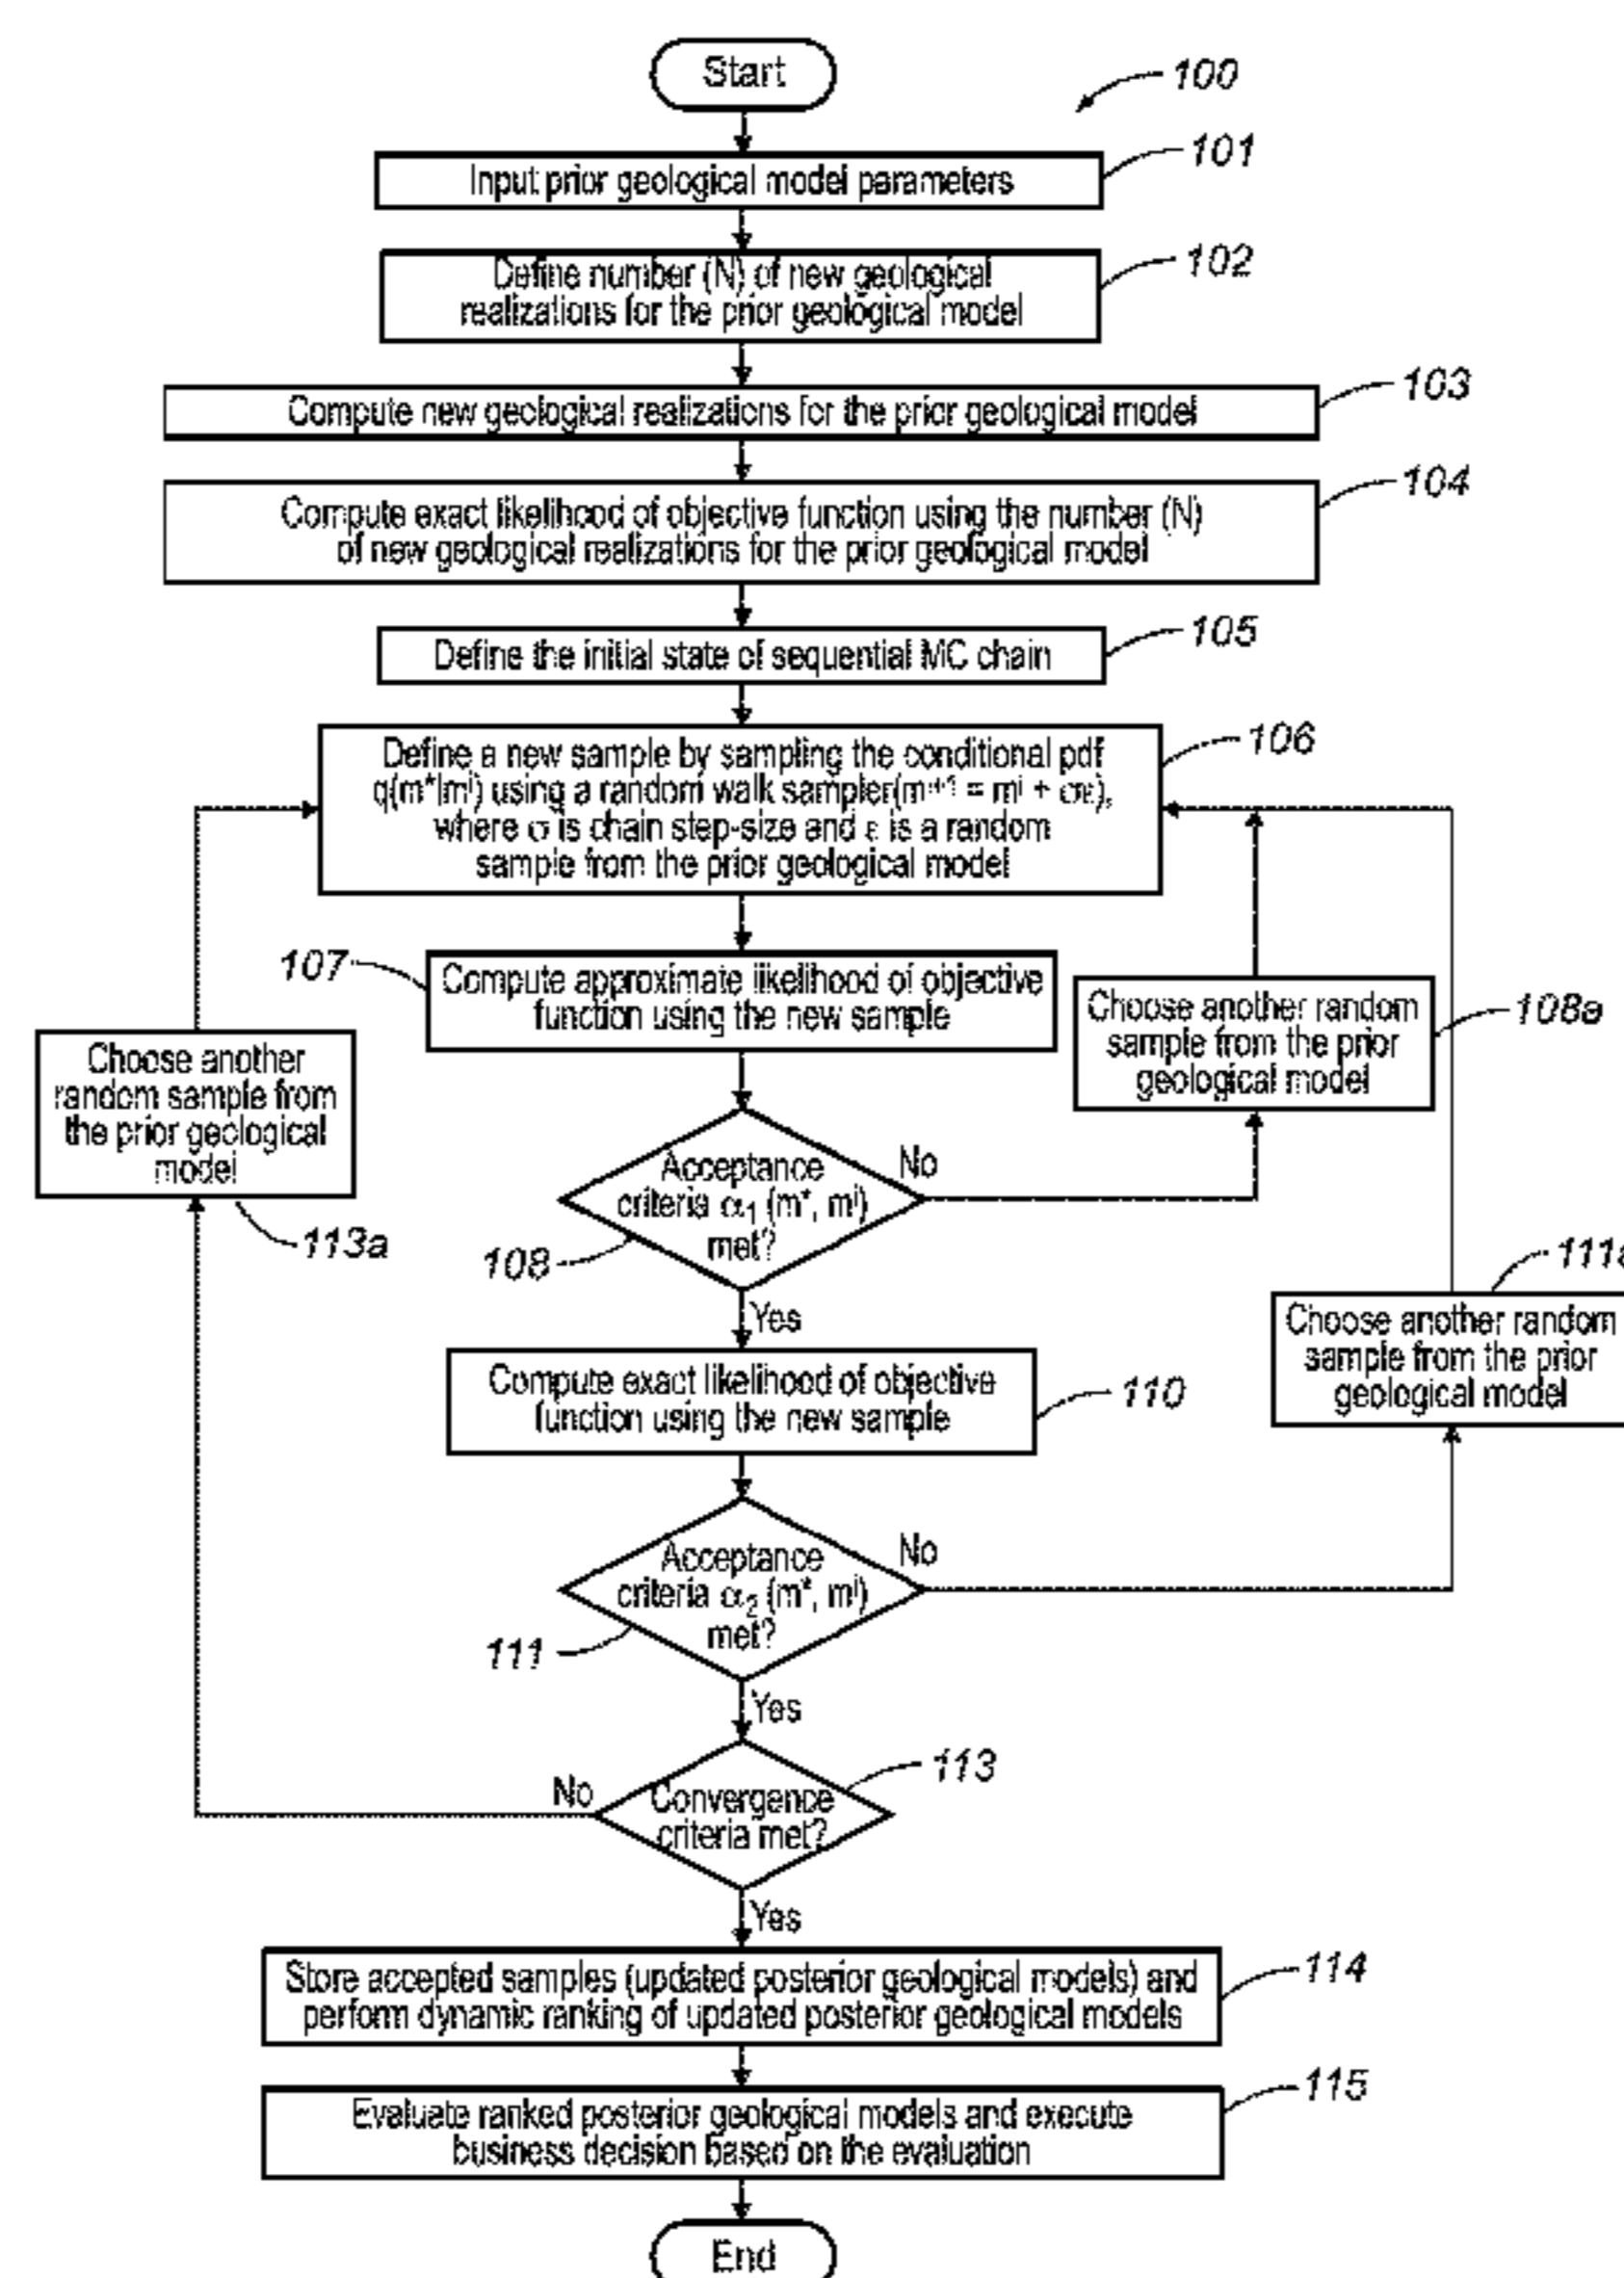 Start
100
Input prior geological model parameters
101
Define number (N) of new geological
realizations for the prior geological model
102
Compute new geological realizations for the prior geological model
103
Compute exact likelihood of objective function using the number (N)
of new geological realizations for the prior geological model
104
Define the initial state of sequential MC chain
105
Define a new sample by sampling the conditional pdf
q(m*|mⁱ) using a random walk sampler(mⁱ⁺¹ = mⁱ + σε),
where σ is chain step-size and ε is a random
sample from the prior geological model
106
Compute approximate likelihood of objective
function using the new sample
107
Choose another random
sample from the prior
geological model
108a
Choose another
random sample from
the prior geological
model
113a
Acceptance
criteria α₁ (m*, mⁱ)
met?
108
No
Yes
Compute exact likelihood of objective
function using the new sample
110
Choose another random
sample from the prior
geological model
111a
Acceptance
criteria α₂ (m*, mⁱ)
met?
111
No
Yes
Convergence
criteria met?
113
No
Yes
Store accepted samples (updated posterior geological models) and
perform dynamic ranking of updated posterior geological models
114
Evaluate ranked posterior geological models and execute
business decision based on the evaluation
115
End